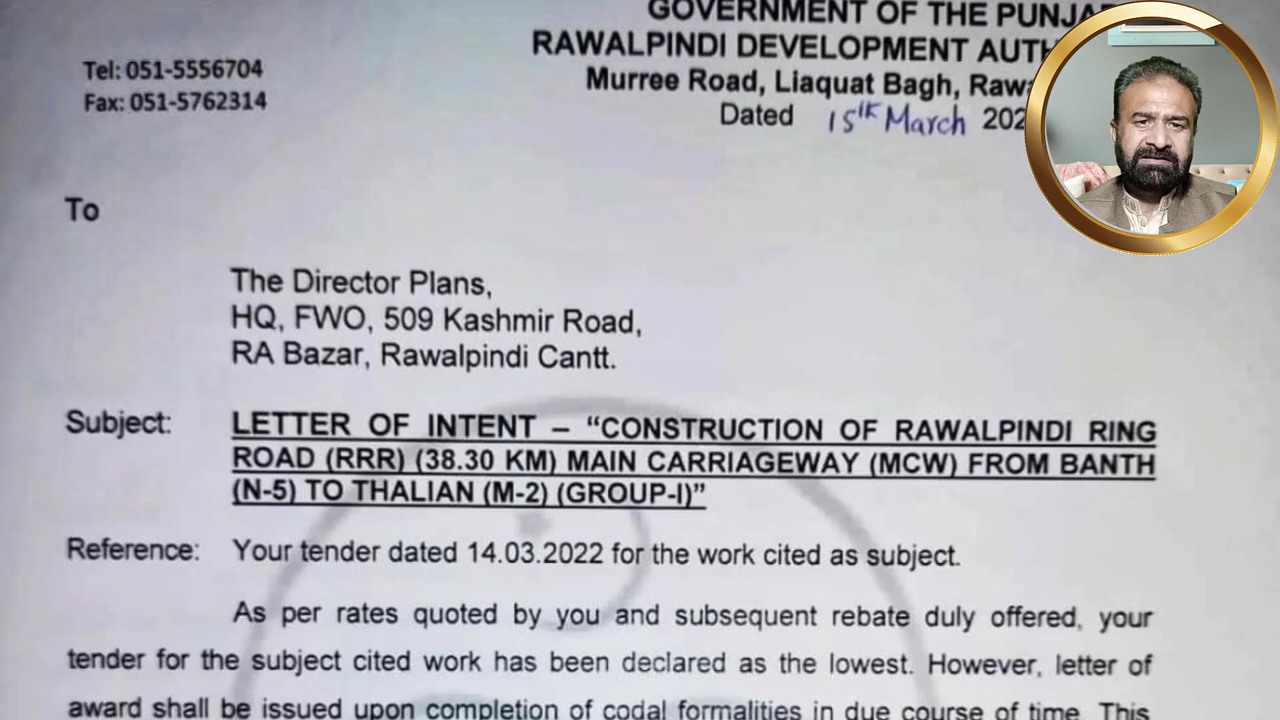 GOVERNMENT OF THE
RAWALPINDI DEVELOPMENT
Tel: 051-5556704
Murree Road, Liaquat Bagh,
Fax: 051-5762314
Dated 15th March
To
The Director Plans,
HQ, FWO, 509 Kashmir Road,
RA Bazar, Rawalpindi Cantt.
Subject: LETTER OF INTENT – “CONSTRUCTION OF RAWALPINDI RING
ROAD (RRR) (38.30 KM) MAIN CARRIAGEWAY (MCW) FROM BANTH
(N-5) TO THALIAN (M-2) (GROUP-I)”
Reference: Your tender dated 14.03.2022 for the work cited as subject.
As per rates quoted by you and subsequent rebate duly offered, your
tender for the subject cited work has been declared as the lowest. However, letter of
award shall be issued upon completion of codal formalities in due course of time. This